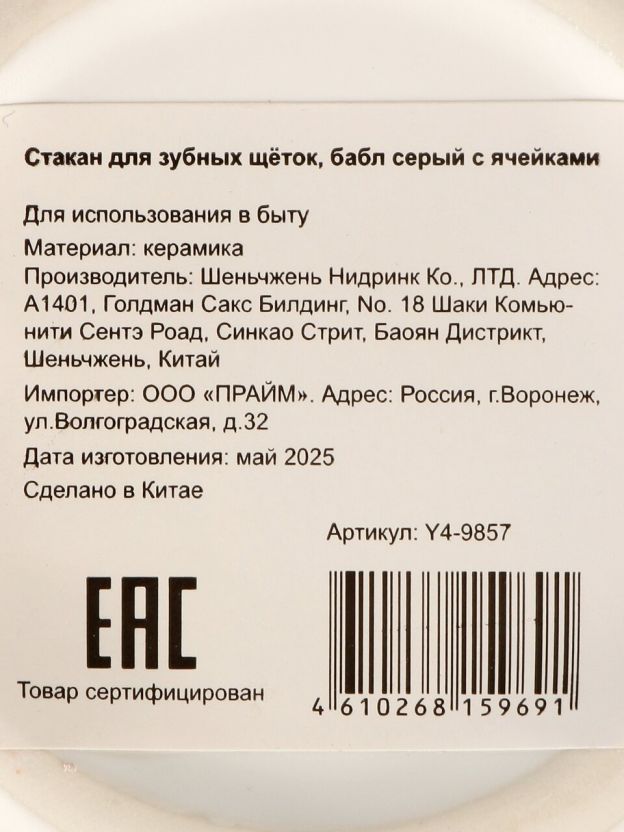 Стакан для зубных щёток, бабл серый с ячейками
Для использования в быту
Материал: керамика
Производитель: Шеньчжень Нидринк Ко., ЛТД. Адрес:
А1401, Голдман Сакс Билдинг, No. 18 Шаки Комью-
нити Сентэ Роад, Синкао Стрит, Баоян Дистрикт,
Шеньчжень, Китай
Импортер: ООО «ПРАЙМ». Адрес: Россия, г.Воронеж,
ул.Волгоградская, д.32
Дата изготовления: май 2025
Сделано в Китае
Артикул: Y4-9857
EAC
Товар сертифицирован
4 610268 159691